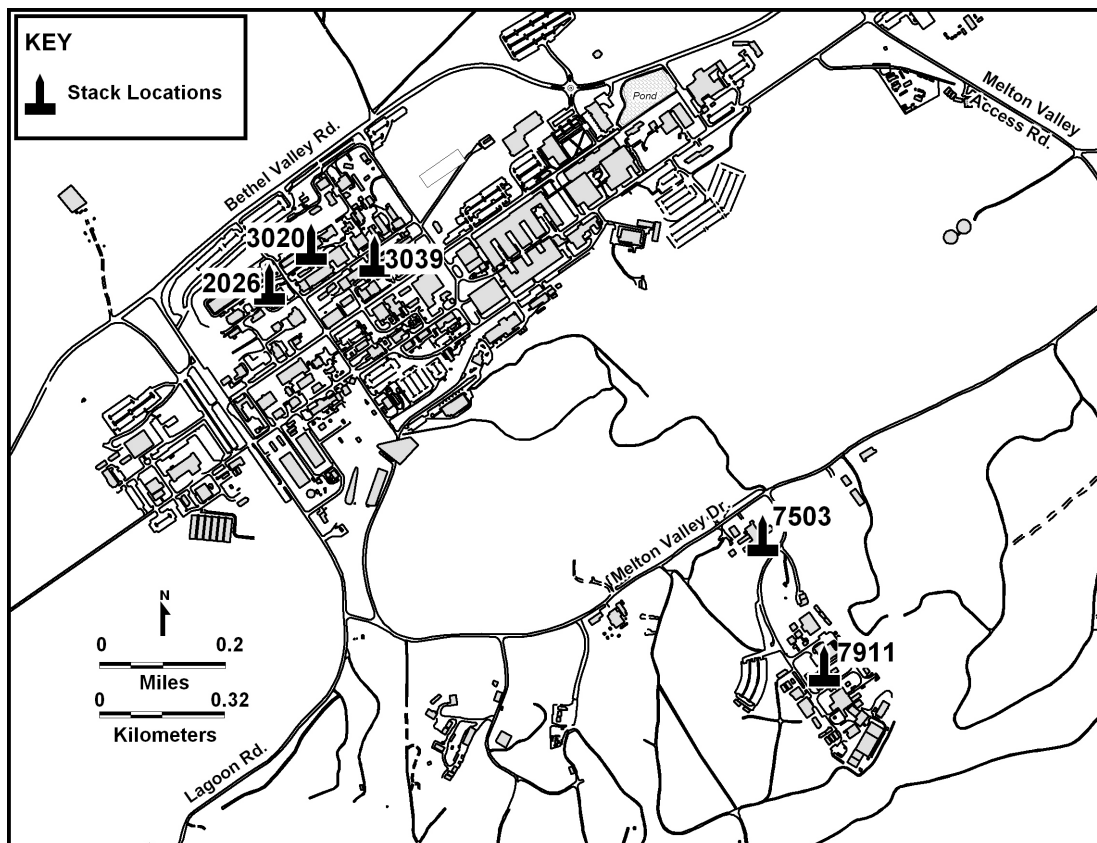 KEY
Stack Locations
Pond
Melton Valley
Access Rd.
Bethel Valley Rd.
3020
3039
2026
Melton Valley Dr.
7503
7911
N
0 0.2
Miles
0 0.32
Kilometers
Lagoon Rd.